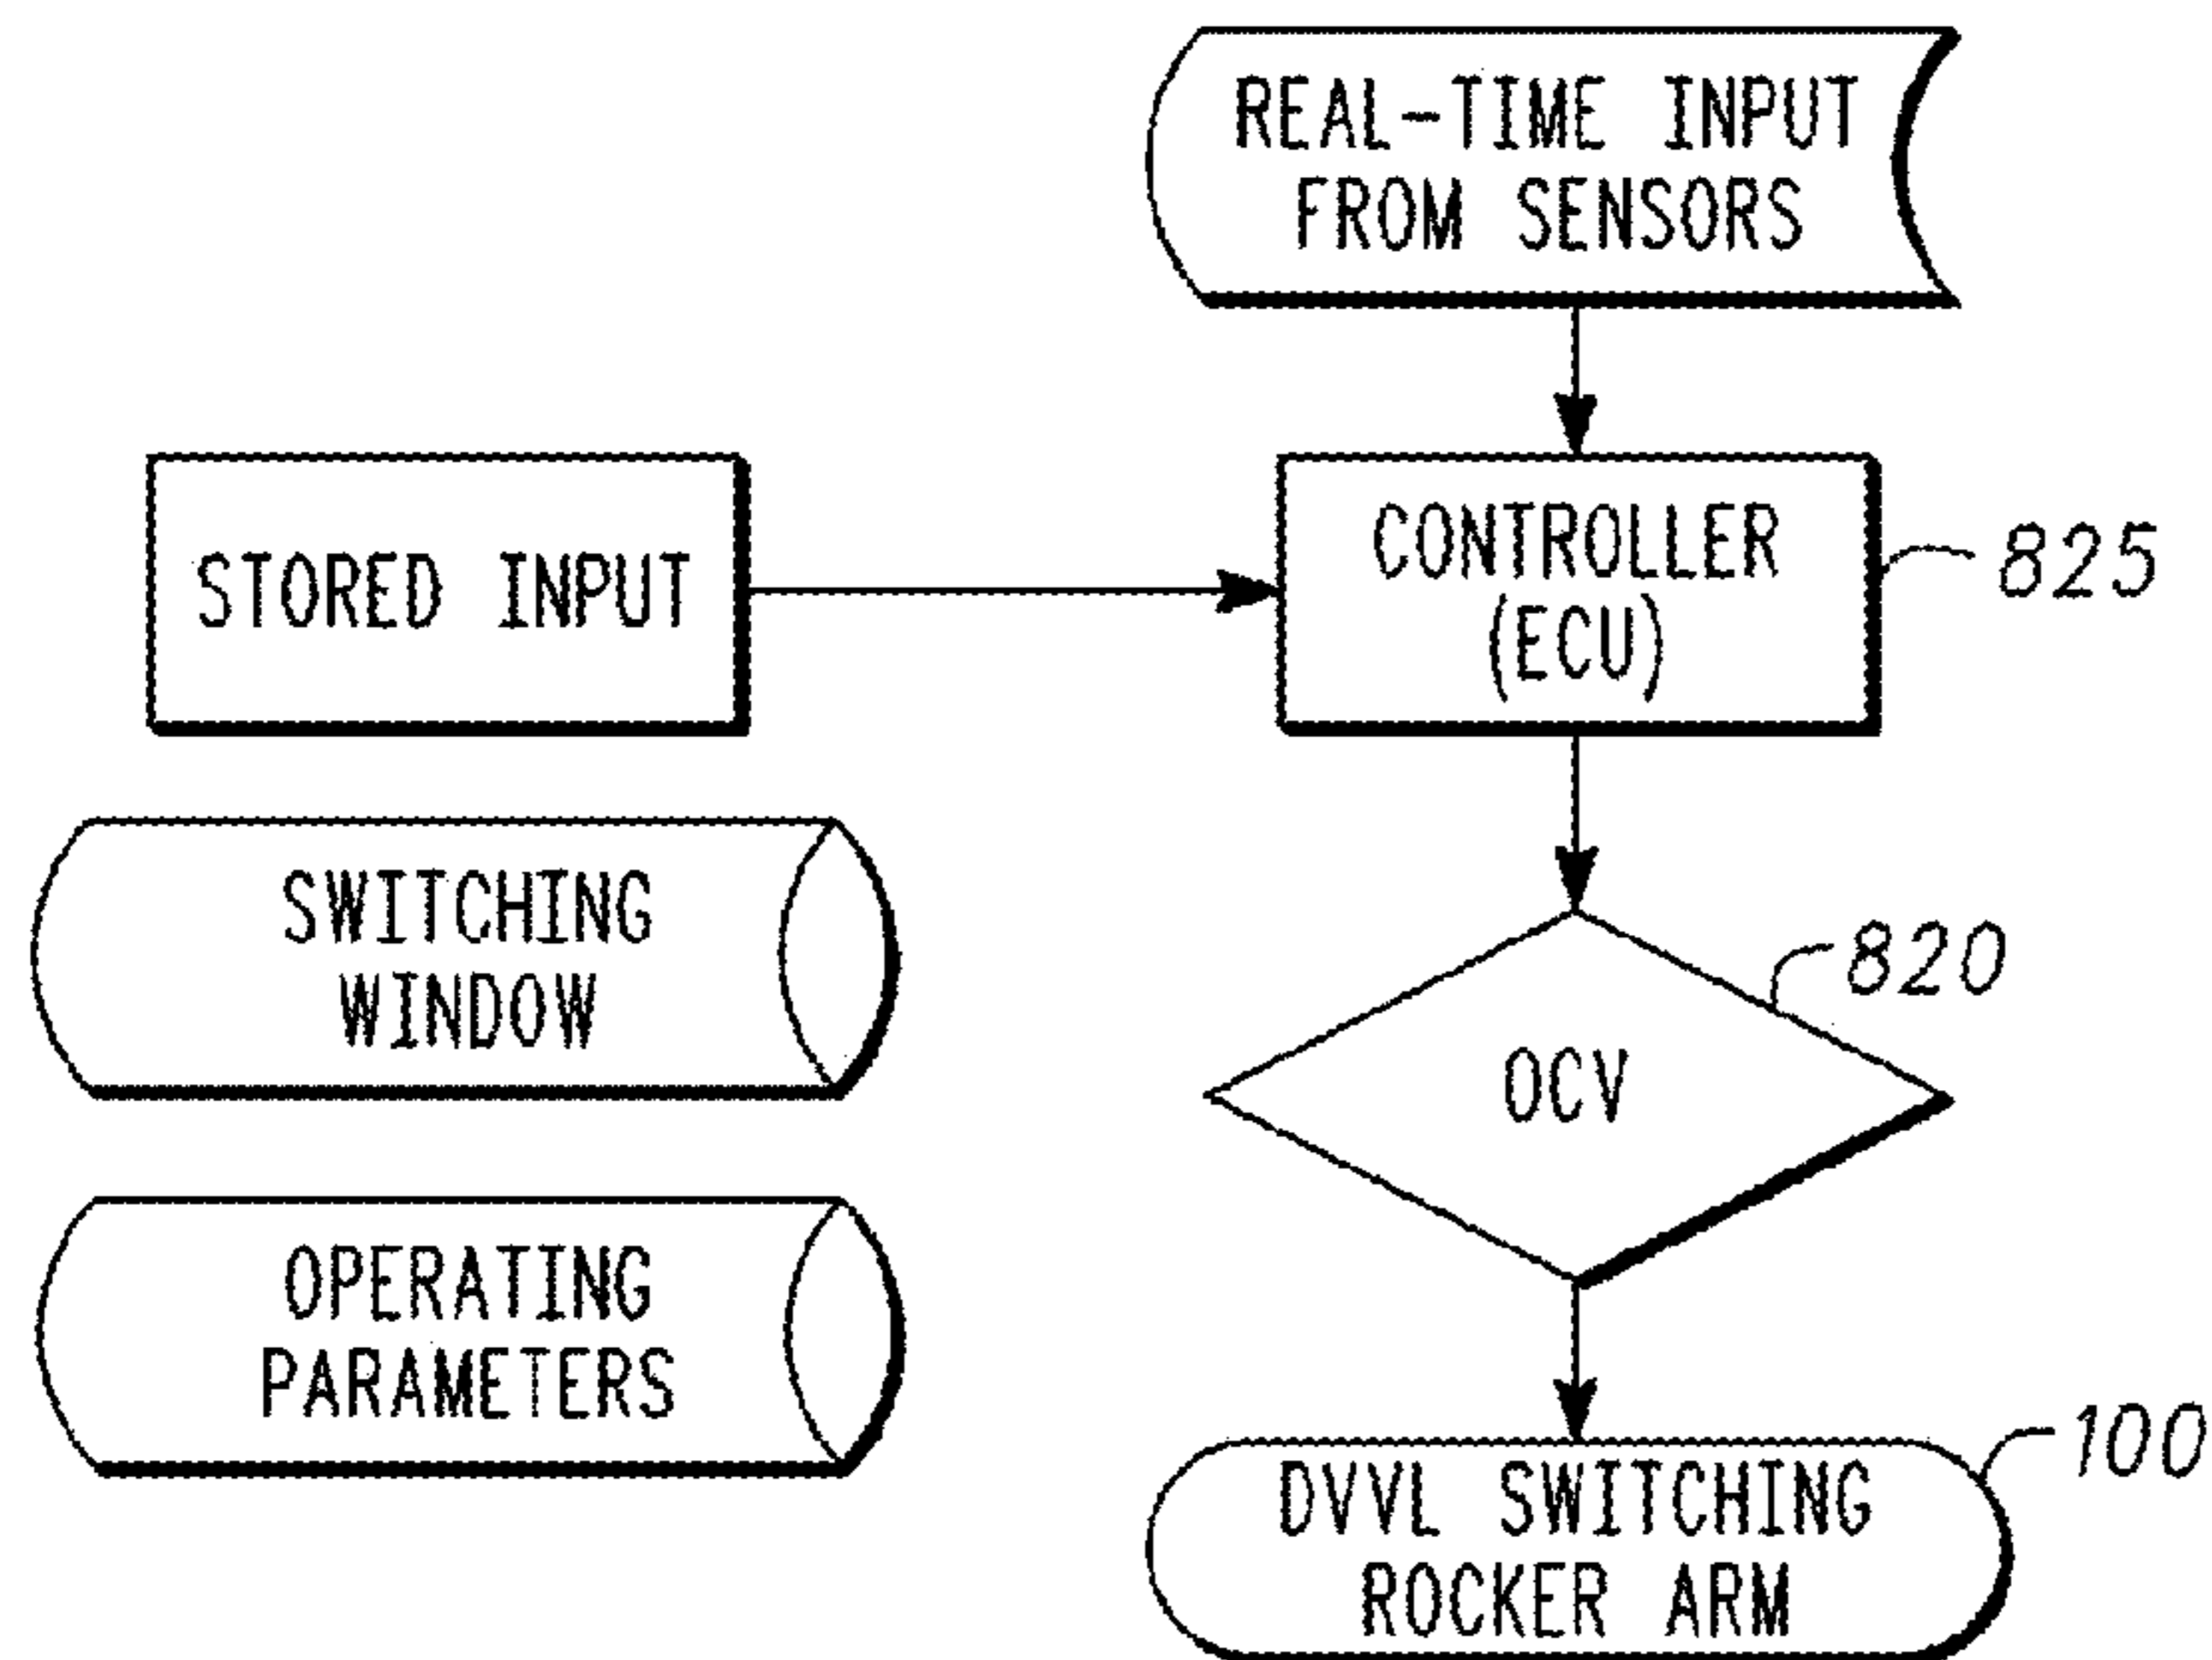 REAL-TIME INPUT
FROM SENSORS
STORED INPUT
CONTROLLER
(ECU)
825
SWITCHING
WINDOW
820
OCV
OPERATING
PARAMETERS
100
DVVL SWITCHING
ROCKER ARM